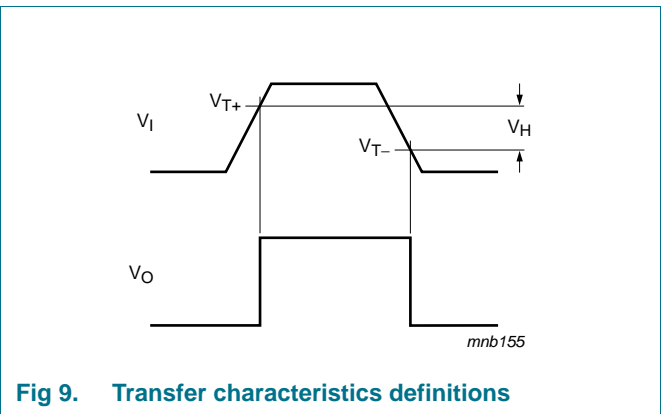 VT+
VI
VH
VT−
VO
mnb155
Fig 9. Transfer characteristics definitions